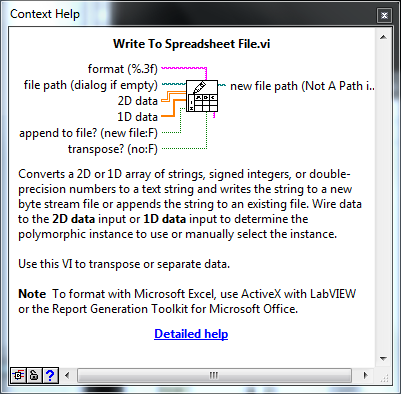 Context Help
Write To Spreadsheet File.vi
format (%.3f)
file path (dialog if empty)
new file path (Not A Path i...
2D data
1D data
append to file? (new file:F)
transpose? (no:F)
Converts a 2D or 1D array of strings, signed integers, or double-
precision numbers to a text string and writes the string to a new
byte stream file or appends the string to an existing file. Wire data
to the 2D data input or 1D data input to determine the
polymorphic instance to use or manually select the instance.
Use this VI to transpose or separate data.
Note To format with Microsoft Excel, use ActiveX with LabVIEW
or the Report Generation Toolkit for Microsoft Office.
Detailed help
?